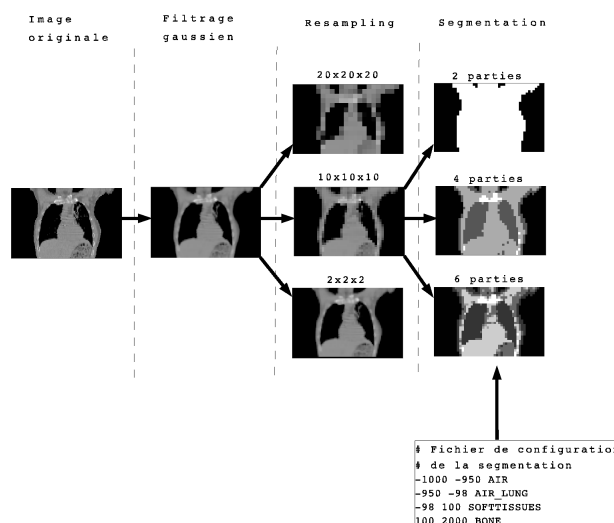 Image originale
Filtrage gaussien
Resampling
Segmentation
20x20x20
2 parties
10x10x10
4 parties
2x2x2
6 parties
# Fichier de configuration
# de la segmentation
-1000 -950 AIR
-950 -98 AIR_LUNG
-98 100 SOFTTISSUES
100 2000 BONE